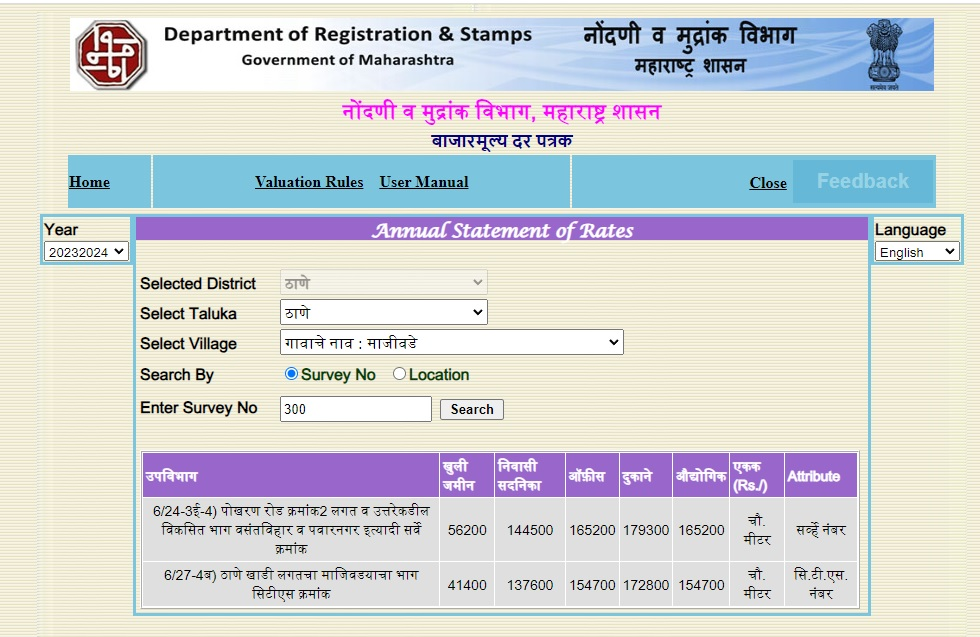 Department of Registration & Stamps
Government of Maharashtra
नोंदणी व मुद्रांक विभाग
महाराष्ट्र शासन
नोंदणी व मुद्रांक विभाग, महाराष्ट्र शासन
बाजारमूल्य दर पत्रक
Home Valuation Rules User Manual Close Feedback
Year
20232024
Annual Statement of Rates
Language
English
Selected District ठाणे
Select Taluka ठाणे
Select Village गावाचे नाव : माजीवडे
Search By Survey No Location
Enter Survey No 300 Search
उपविभाग खुली जमीन निवासी सदनिका ऑफ़ीस दुकाने औद्योगिक एकक (Rs./) Attribute
6/24-3ई-4) पोखरण रोड क्रमांक2 लगत व उत्तरेकडील
विकसित भाग वसंतविहार व पवारनगर इत्यादी सर्वे
क्रमांक
56200 144500 165200 179300 165200 चौ. मीटर सर्व्हे नंबर
6/27-4ब) ठाणे खाडी लगतचा माजिवडयाचा भाग
सिटीएस क्रमांक
41400 137600 154700 172800 154700 चौ. मीटर सि.टी.एस. नंबर